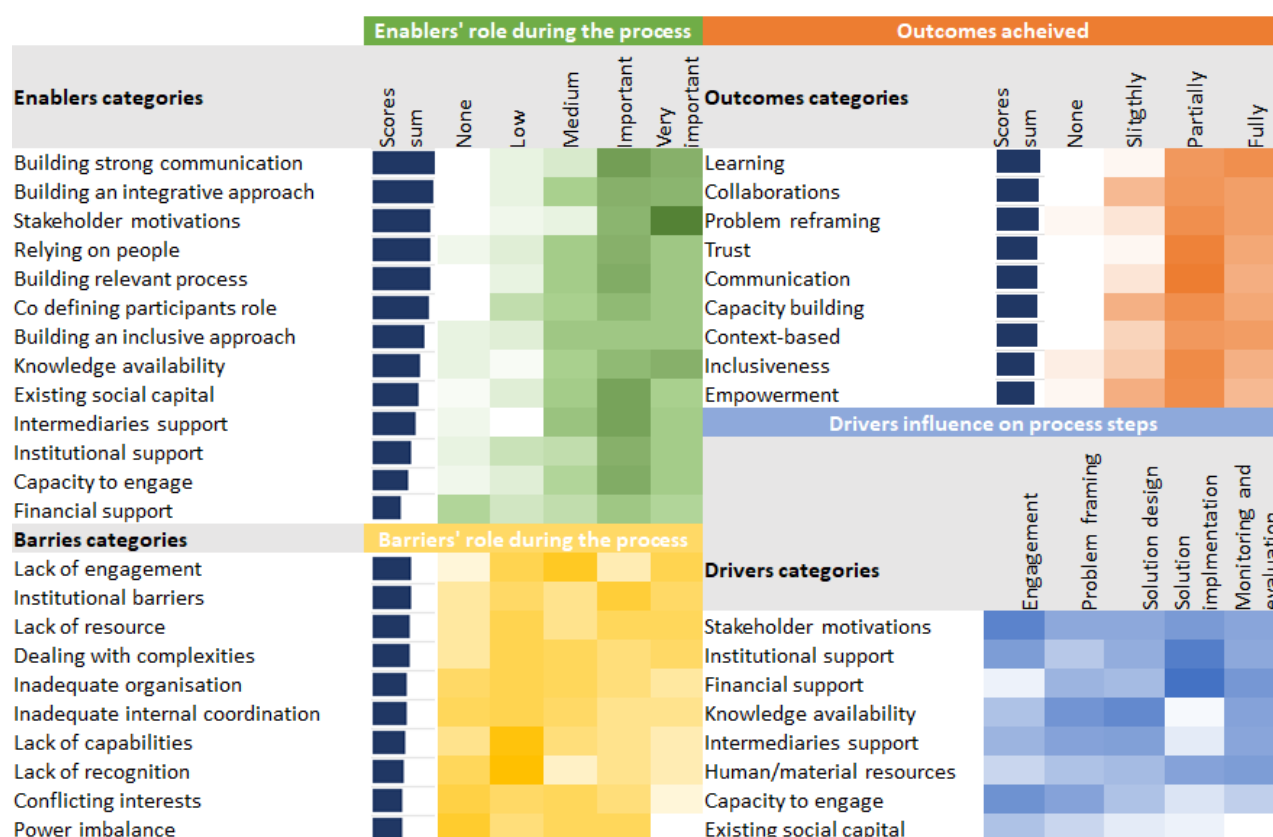 Enablers' role during the process
Enablers categories
Scores sum
None
Low
Medium
Important
Very important
Building strong communication
Building an integrative approach
Stakeholder motivations
Relying on people
Building relevant process
Co defining participants role
Building an inclusive approach
Knowledge availability
Existing social capital
Intermediaries support
Institutional support
Capacity to engage
Financial support
Barries categories
Barriers' role during the process
Lack of engagement
Institutional barriers
Lack of resource
Dealing with complexities
Inadequate organisation
Inadequate internal coordination
Lack of capabilities
Lack of recognition
Conflicting interests
Power imbalance
Outcomes acheived
Outcomes categories
Scores sum
None
Slitgthly
Partially
Fully
Learning
Collaborations
Problem reframing
Trust
Communication
Capacity building
Context-based
Inclusiveness
Empowerment
Drivers influence on process steps
Drivers categories
Engagement
Problem framing
Solution design
Solution implmentation
Monitoring and evaluation
Stakeholder motivations
Institutional support
Financial support
Knowledge availability
Intermediaries support
Human/material resources
Capacity to engage
Existing social capital